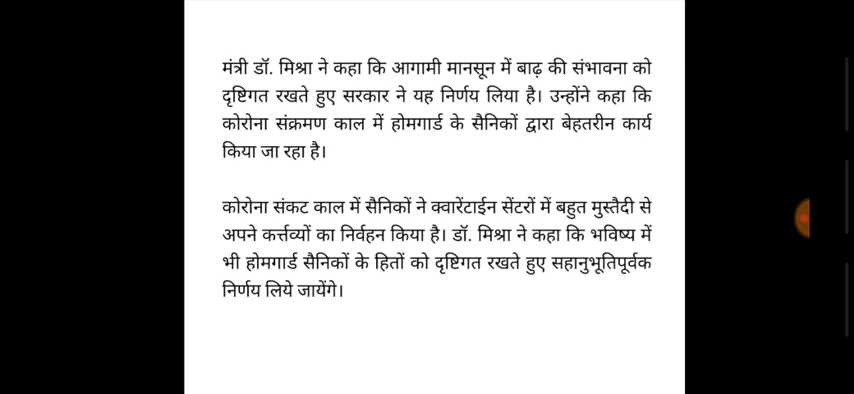 मंत्री डॉ. मिश्रा ने कहा कि आगामी मानसून में बाढ़ की संभावना को
दृष्टिगत रखते हुए सरकार ने यह निर्णय लिया है। उन्होंने कहा कि
कोरोना संक्रमण काल में होमगार्ड के सैनिकों द्वारा बेहतरीन कार्य
किया जा रहा है।
कोरोना संकट काल में सैनिकों ने क्वारेंटाईन सेंटरों में बहुत मुस्तैदी से
अपने कर्त्तव्यों का निर्वहन किया है। डॉ. मिश्रा ने कहा कि भविष्य में
भी होमगार्ड सैनिकों के हितों को दृष्टिगत रखते हुए सहानुभूतिपूर्वक
निर्णय लिये जायेंगे।